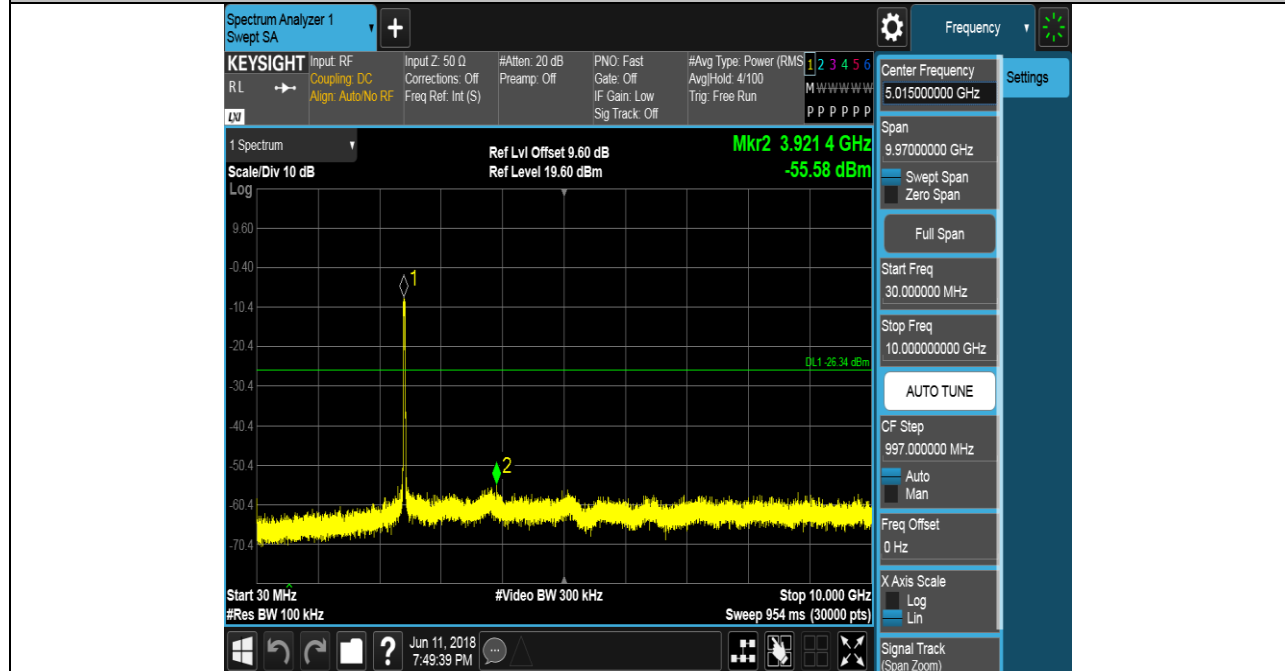 Spectrum Analyzer 1
Swept SA
+
Frequency
KEYSIGHT
RL
LXI
Input: RF
Coupling: DC
Align: Auto/No RF
Input Z: 50 Ω
Corrections: Off
Freq Ref: Int (S)
#Atten: 20 dB
Preamp: Off
PNO: Fast
Gate: Off
IF Gain: Low
Sig Track: Off
#Avg Type: Power (RMS
Avg|Hold: 4/100
Trig: Free Run
1 2 3 4 5 6
M W W W W W
P P P P P P
1 Spectrum
Scale/Div 10 dB
Ref Lvl Offset 9.60 dB
Ref Level 19.60 dBm
Mkr2 3.921 4 GHz
-55.58 dBm
Log
9.60
-0.40
-10.4
-20.4
-30.4
-40.4
-50.4
-60.4
-70.4
1
DL1 -26.34 dBm
2
Start 30 MHz
#Res BW 100 kHz
#Video BW 300 kHz
Stop 10.000 GHz
Sweep 954 ms (30000 pts)
Center Frequency
5.015000000 GHz
Settings
Span
9.97000000 GHz
Swept Span
Zero Span
Full Span
Start Freq
30.000000 MHz
Stop Freq
10.000000000 GHz
AUTO TUNE
CF Step
997.000000 MHz
Auto
Man
Freq Offset
0 Hz
X Axis Scale
Log
Lin
Signal Track
(Span Zoom)
?
Jun 11, 2018
7:49:39 PM